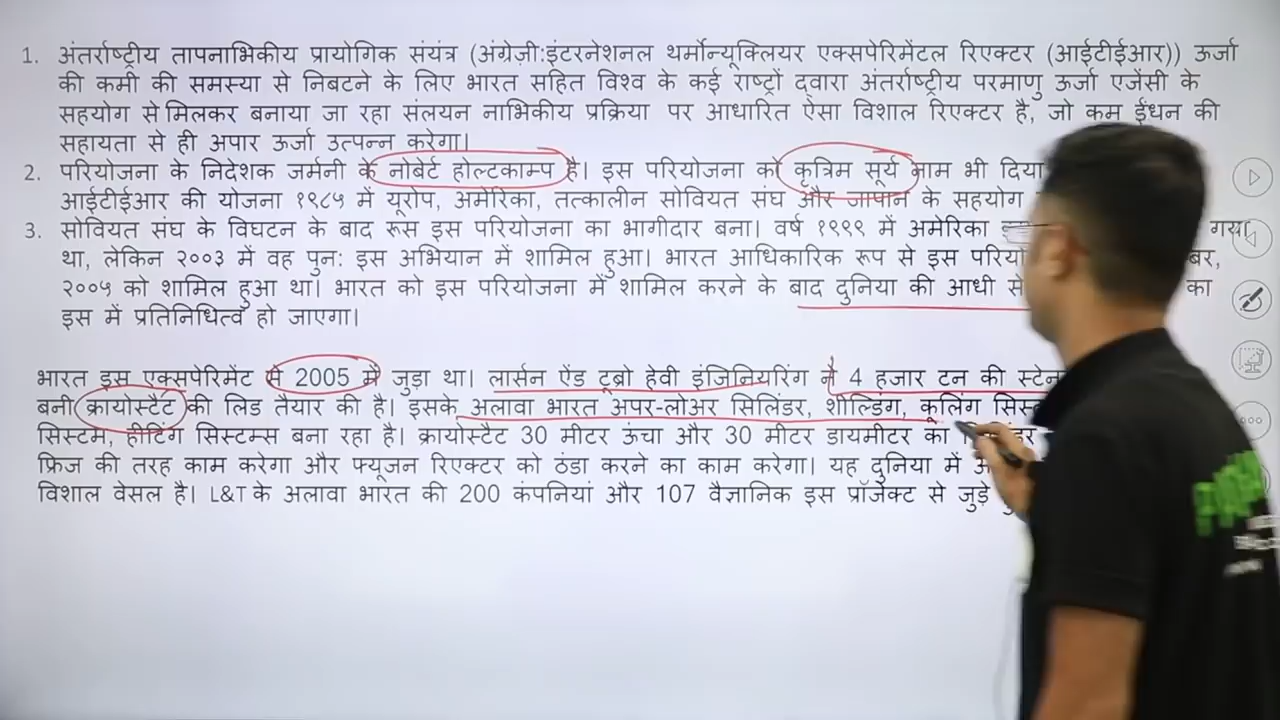 1. अंतर्राष्ट्रीय तापनाभिकीय प्रायोगिक संयंत्र (अंग्रेज़ी:इंटरनेशनल थर्मोन्यूक्लियर एक्सपेरिमेंटल रिएक्टर (आईटीईआर)) ऊर्जा
की कमी की समस्या से निबटने के लिए भारत सहित विश्व के कई राष्ट्रों द्वारा अंतर्राष्ट्रीय परमाणु ऊर्जा एजेंसी के
सहयोग से मिलकर बनाया जा रहा संलयन नाभिकीय प्रक्रिया पर आधारित ऐसा विशाल रिएक्टर है, जो कम ईंधन की
सहायता से ही अपार ऊर्जा उत्पन्न करेगा।
2. परियोजना के निदेशक जर्मनी के नोबेर्ट होल्टकाम्प है। इस परियोजना को कृत्रिम सूर्य नाम भी दिया
आईटीईआर की योजना १९८५ में यूरोप, अमेरिका, तत्कालीन सोवियत संघ और जापान के सहयोग
3. सोवियत संघ के विघटन के बाद रूस इस परियोजना का भागीदार बना। वर्ष १९९९ में अमेरिका गया
था, लेकिन २००३ में वह पुन: इस अभियान में शामिल हुआ। भारत आधिकारिक रूप से इस
२००५ को शामिल हुआ था। भारत को इस परियोजना में शामिल करने के बाद दुनिया की आधी से का
इस में प्रतिनिधित्व हो जाएगा।
भारत इस एक्सपेरिमेंट से 2005 में जुड़ा था। लार्सन ऐंड टूब्रो हेवी इंजिनियरिंग ने 4 हजार टन की
बनी क्रायोस्टैट की लिड तैयार की है। इसके अलावा भारत अपर-लोअर सिलिंडर, शील्डिंग, कूलिंग
सिस्टम, हीटिंग सिस्टम्स बना रहा है। क्रायोस्टैट 30 मीटर ऊंचा और 30 मीटर डायमीटर का
फ्रिज की तरह काम करेगा और फ्यूजन रिएक्टर को ठंडा करने का काम करेगा। यह दुनिया में
विशाल वेसल है। L&T के अलावा भारत की 200 कंपनियां और 107 वैज्ञानिक इस प्रॉजेक्ट से जुड़े